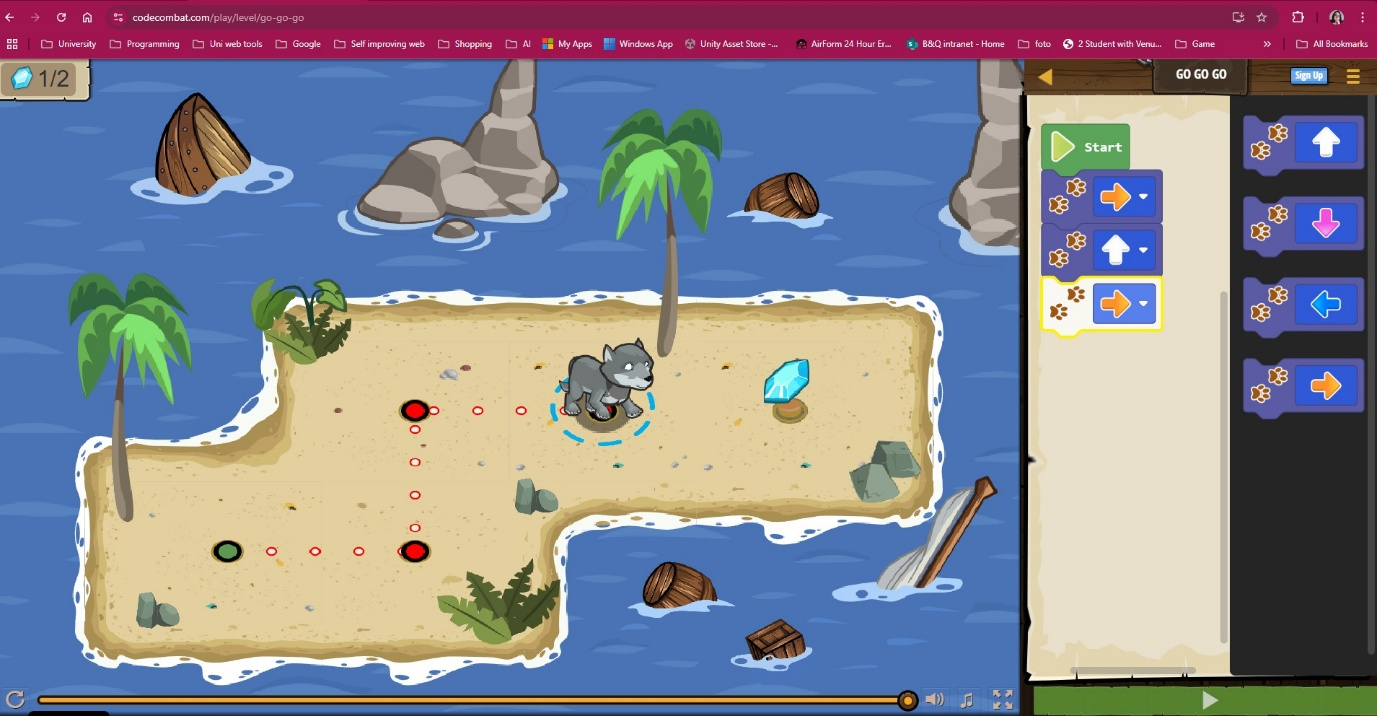 codecombat.com/play/level/go-go-go
University Programming Uni web tools Google Self improving web Shopping AI My Apps Windows App Unity Asset Store -... AirForm 24 Hour Er... B&Q intranet - Home foto 2 Student with Venu... Game » All Bookmarks
1/2
GO GO GO
Sign Up
Start